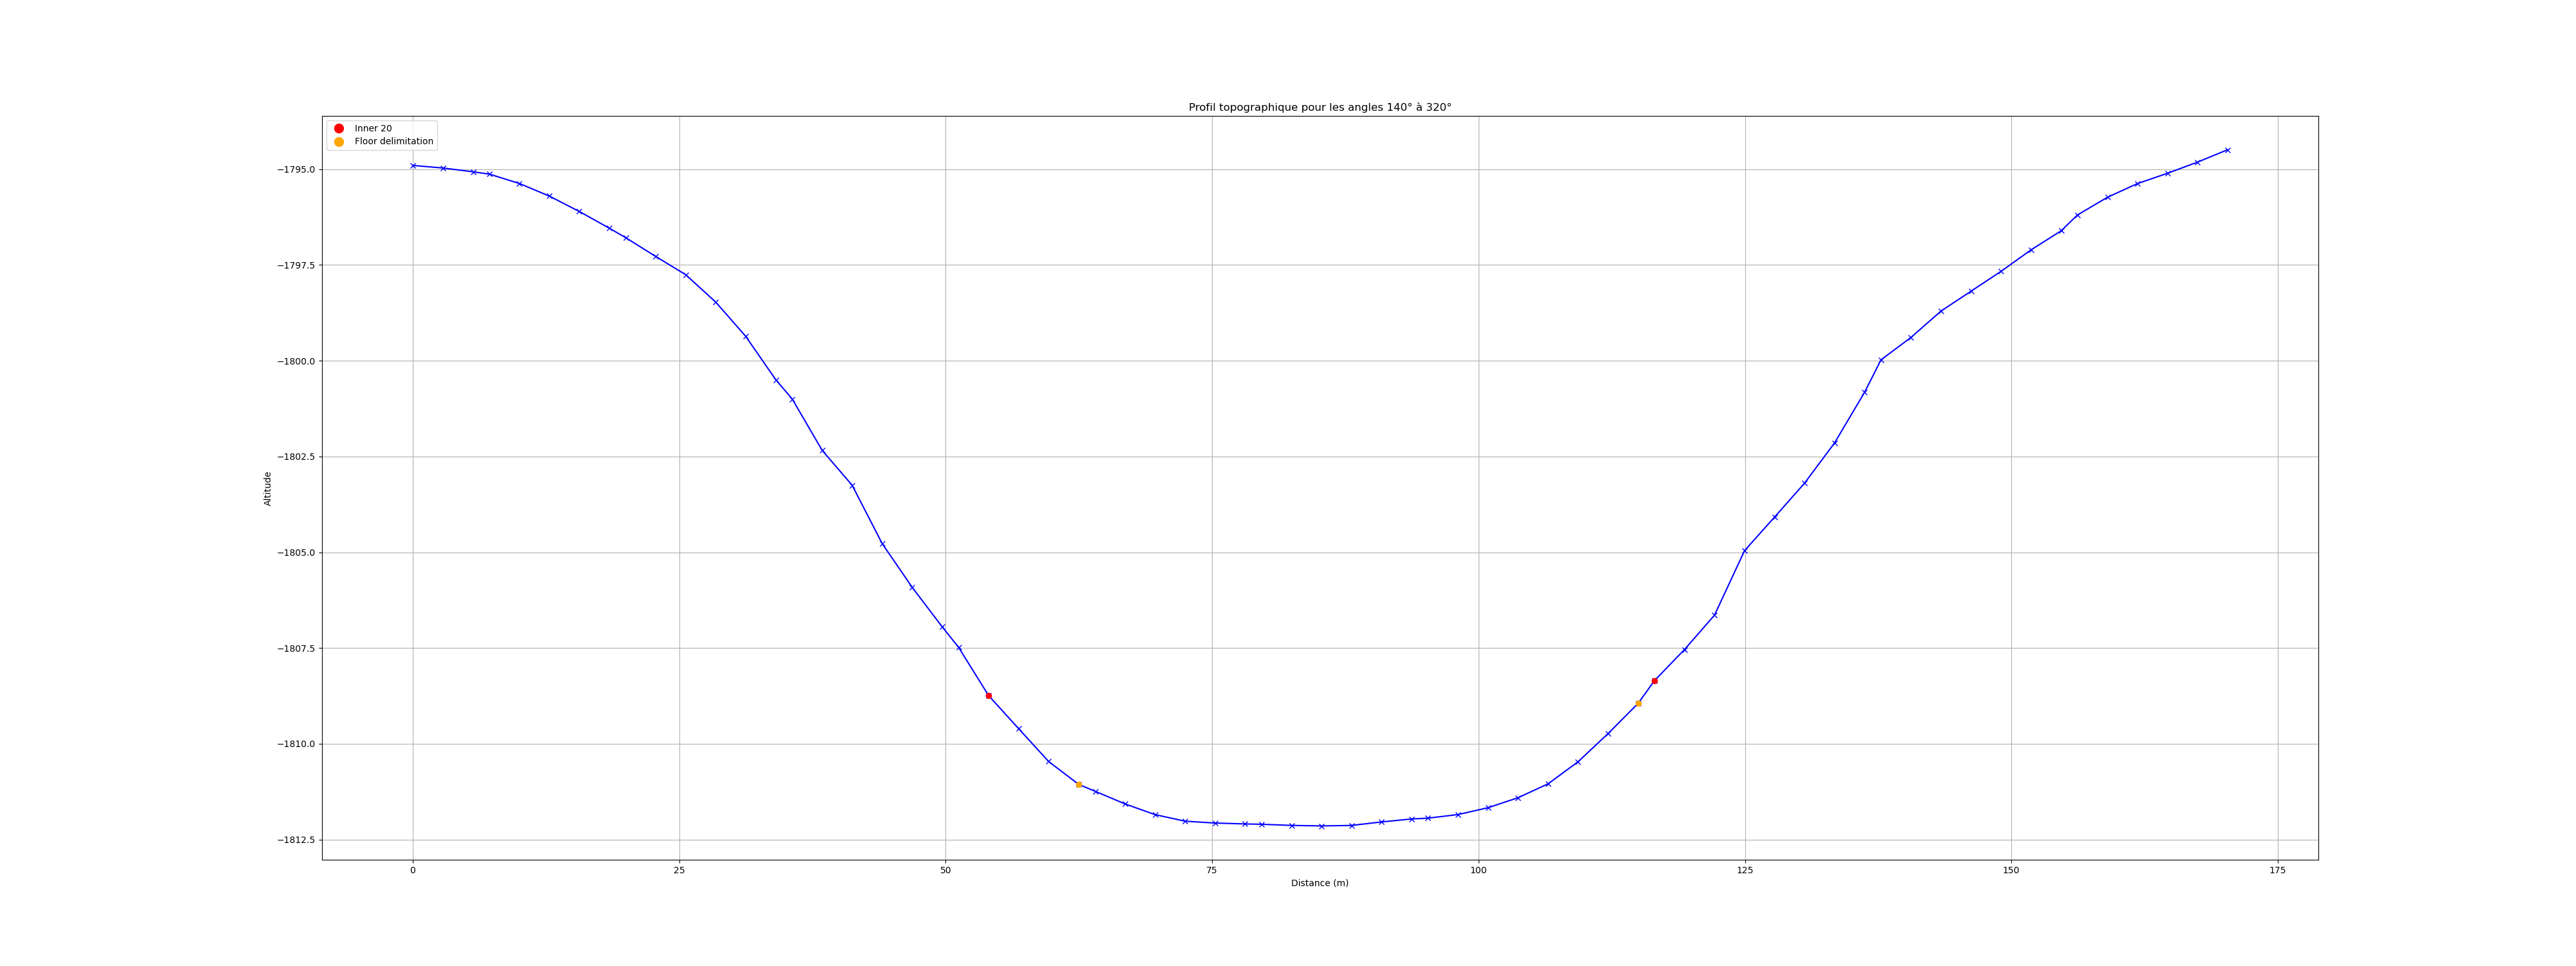 Profil topographique pour les angles 140° à 320°
Inner 20
Floor delimitation
−1795.0
−1797.5
−1800.0
−1802.5
−1805.0
−1807.5
−1810.0
−1812.5
Altitude
0 25 50 75 100 125 150 175
Distance (m)